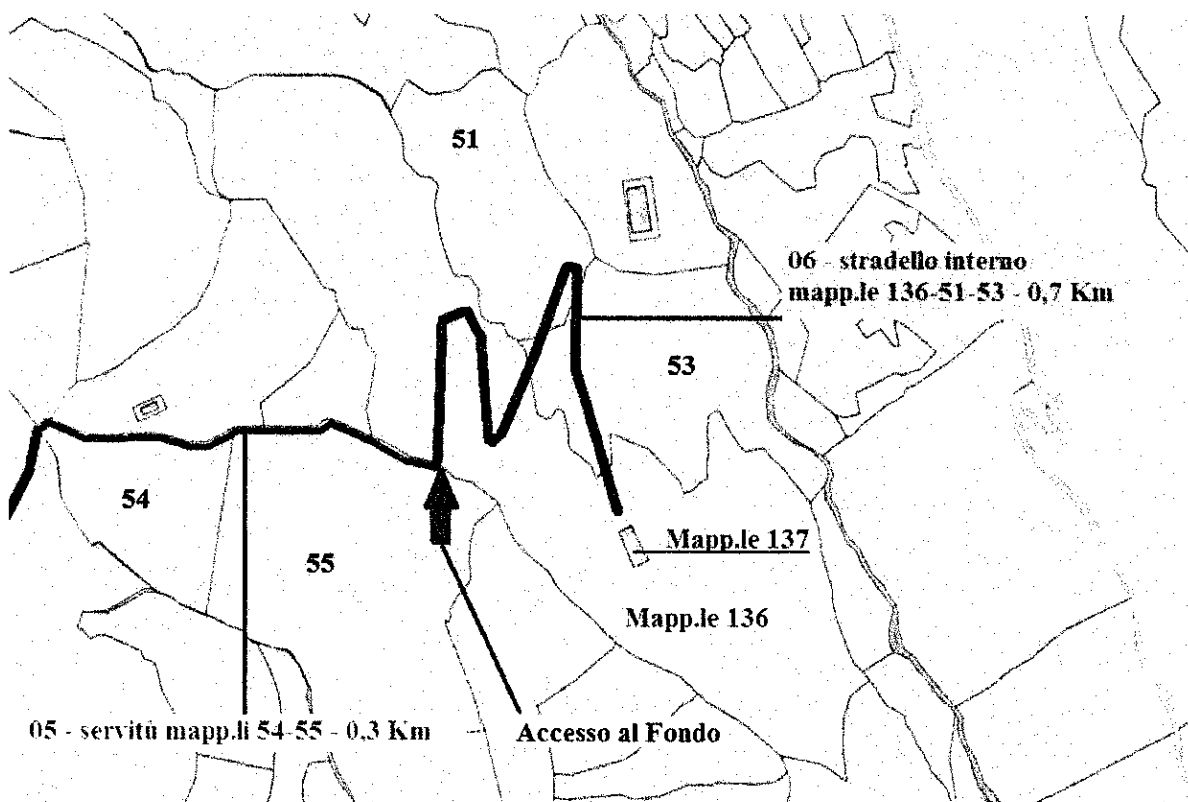 51
06 - stradello interno
mapp.le 136-51-53 - 0,7 Km
53
54
55
Mapp.le 137
Mapp.le 136
05 - servitù mapp.li 54-55 - 0,3 Km
Accesso al Fondo